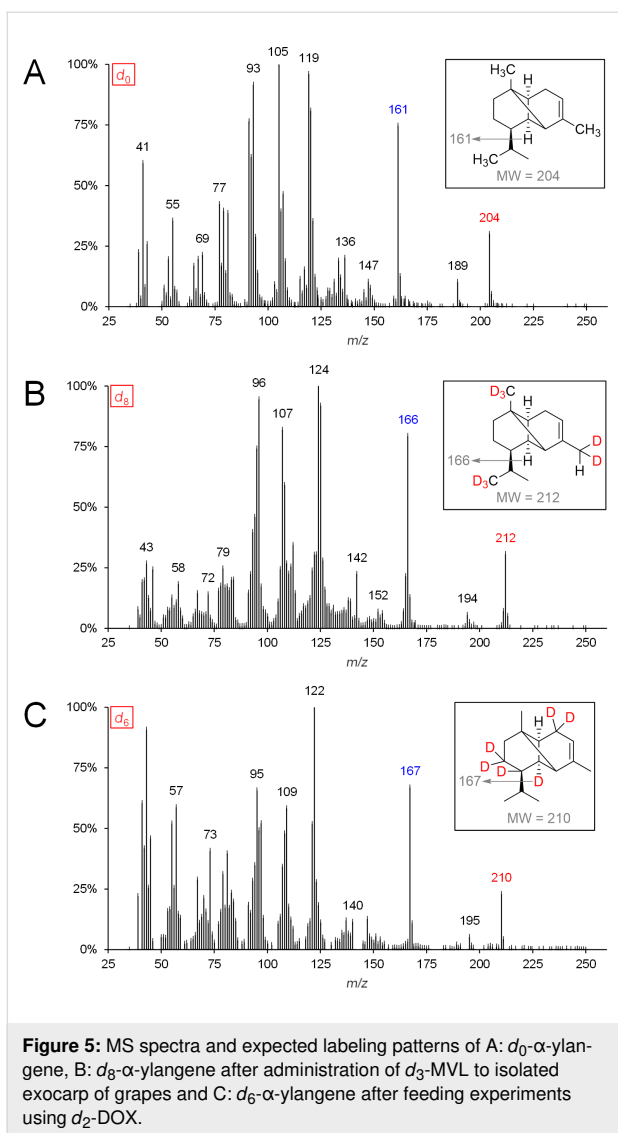 A
d0
100%
75%
50%
25%
0%
41
55
69
77
93
105
119
136
147
161
189
204
25 50 75 100 125 150 175 200 225 250
m/z
H3C
H
161
H
CH3
H3C
MW = 204
B
d8
100%
75%
50%
25%
0%
43
58
72
79
96
107
124
142
152
166
194
212
25 50 75 100 125 150 175 200 225 250
m/z
D3C
H
D
166
H
D
H
D3C
MW = 212
C
d6
100%
75%
50%
25%
0%
57
73
95
109
122
140
167
195
210
25 50 75 100 125 150 175 200 225 250
m/z
H D D
D
D
D
167
D
MW = 210
Figure 5: MS spectra and expected labeling patterns of A: d0-α-ylan-
gene, B: d8-α-ylangene after administration of d3-MVL to isolated
exocarp of grapes and C: d6-α-ylangene after feeding experiments
using d2-DOX.